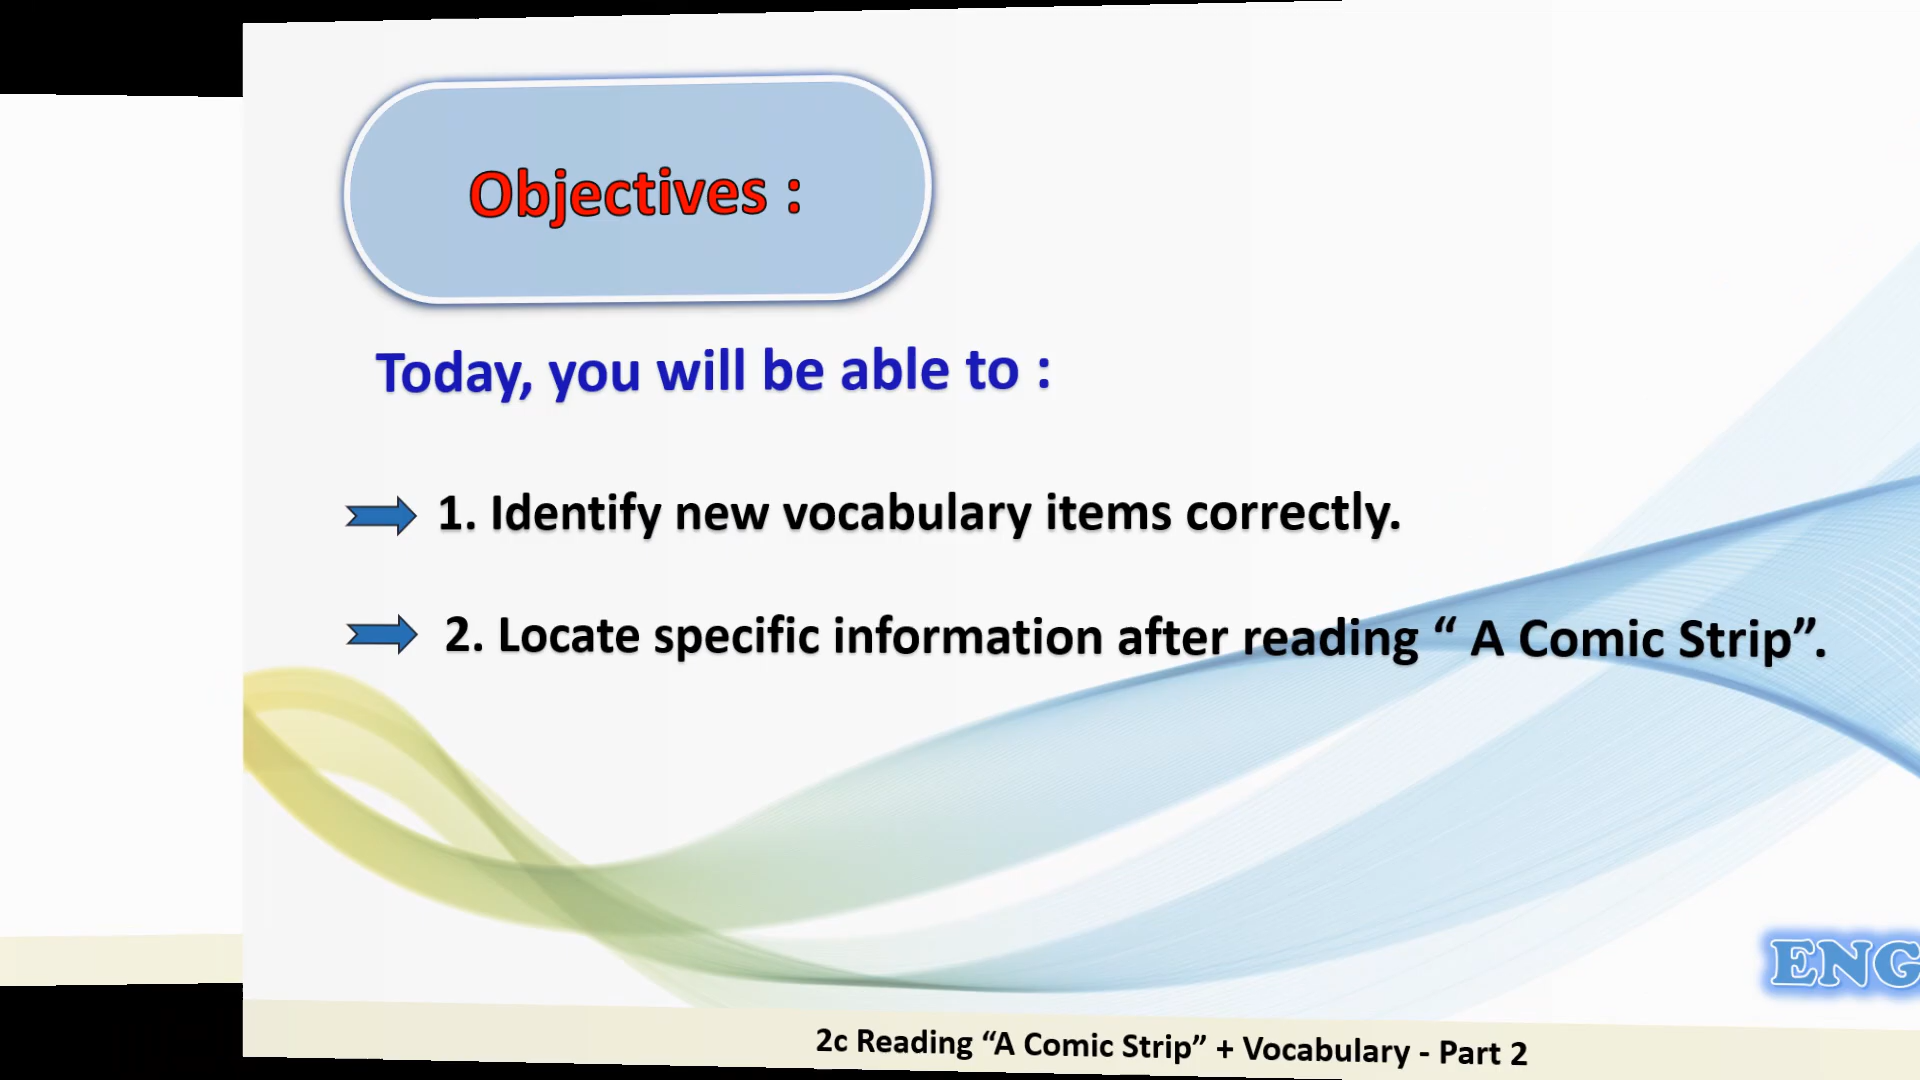 Objectives :
Today, you will be able to :
1. Identify new vocabulary items correctly.
2. Locate specific information after reading “ A Comic Strip”.
ENG
2c Reading “A Comic Strip” + Vocabulary - Part 2